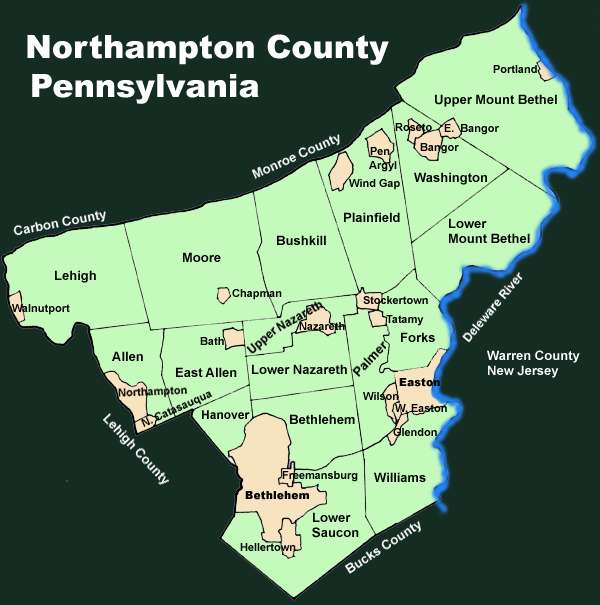 Northampton County
Pennsylvania
Portland
Upper Mount Bethel
Roseto
E. Bangor
Bangor
Monroe County
Pen
Argyl
Wind Gap
Washington
Carbon County
Plainfield
Lower
Mount Bethel
Bushkill
Moore
Lehigh
Walnutport
Chapman
Stockertown
Deleware River
Upper Nazareth
Nazareth
Tatamy
Forks
Bath
Allen
Palmer
Warren County
New Jersey
East Allen
Lower Nazareth
Easton
Northampton
Wilson
W. Easton
N. Catasauqua
Hanover
Bethlehem
Glendon
Lehigh County
Freemansburg
Williams
Bethlehem
Lower
Saucon
Hellertown
Bucks County